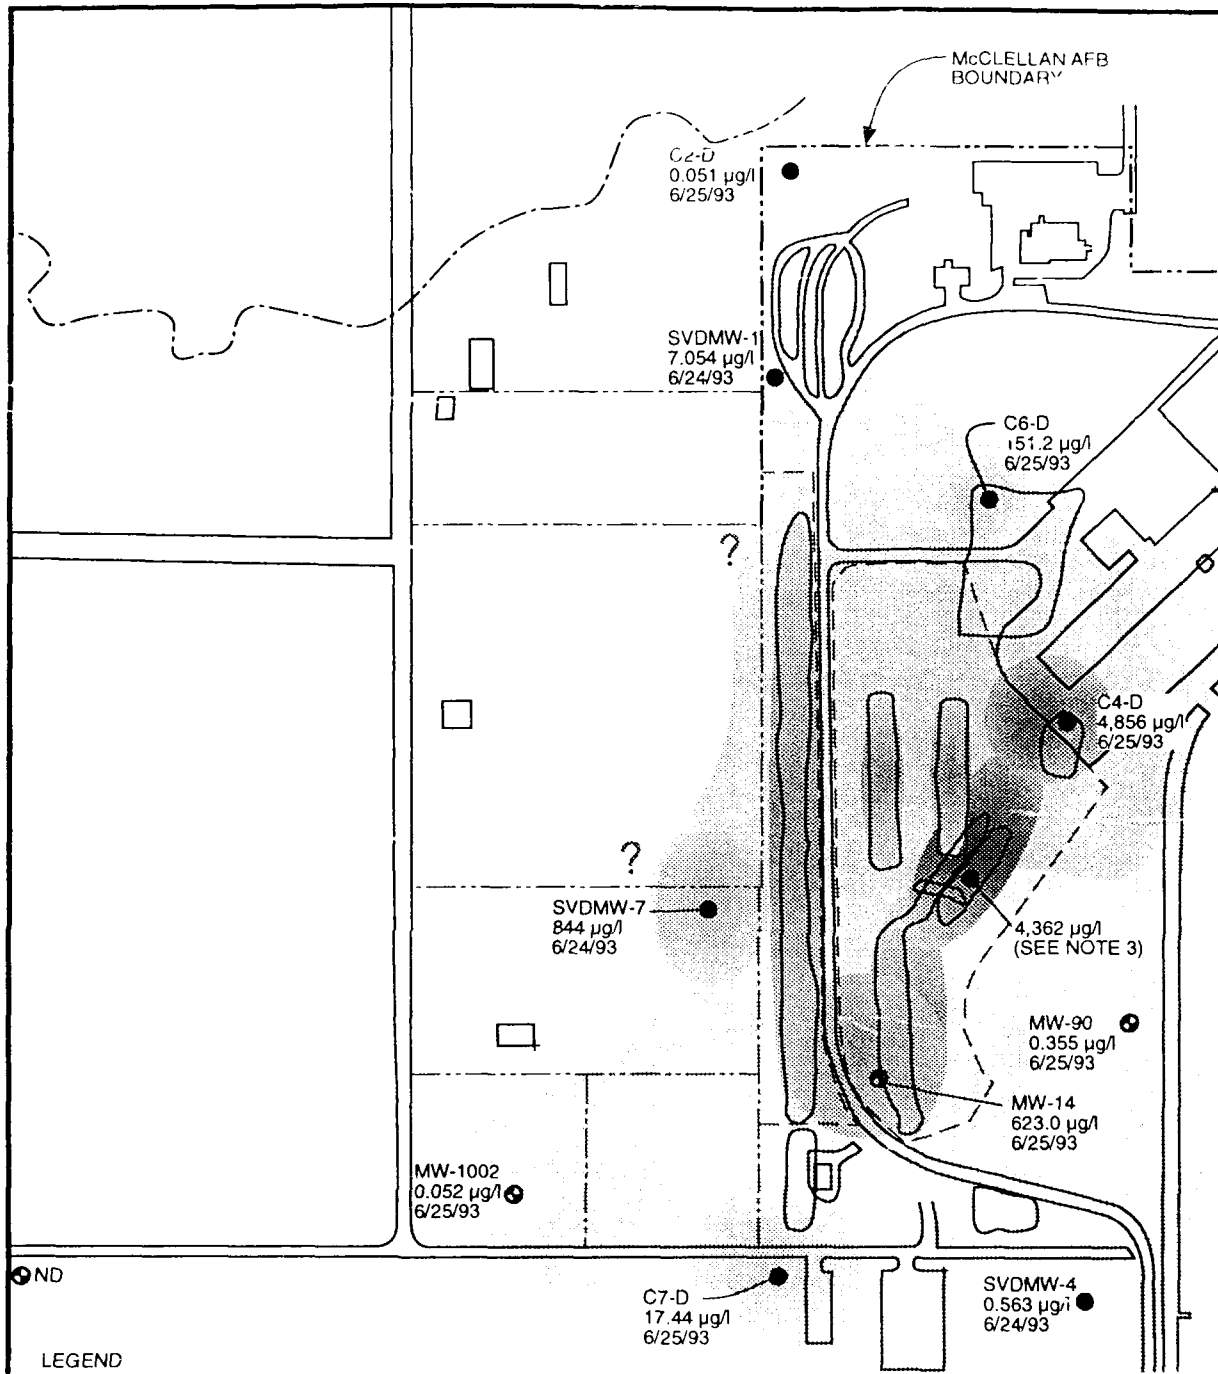 McCLELLAN AFB
BOUNDARY
C2-D
0.051 µg/l
6/25/93
SVDMW-1
7.054 µg/l
6/24/93
C6-D
151.2 µg/l
6/25/93
?
C4-D
4,856 µg/l
6/25/93
?
SVDMW-7
844 µg/l
6/24/93
4,362 µg/l
(SEE NOTE 3)
MW-90
0.355 µg/l
6/25/93
MW-14
623.0 µg/l
6/25/93
MW-1002
0.052 µg/l
6/25/93
ND
C7-D
17.44 µg/l
6/25/93
SVDMW-4
0.563 µg/l
6/24/93
LEGEND